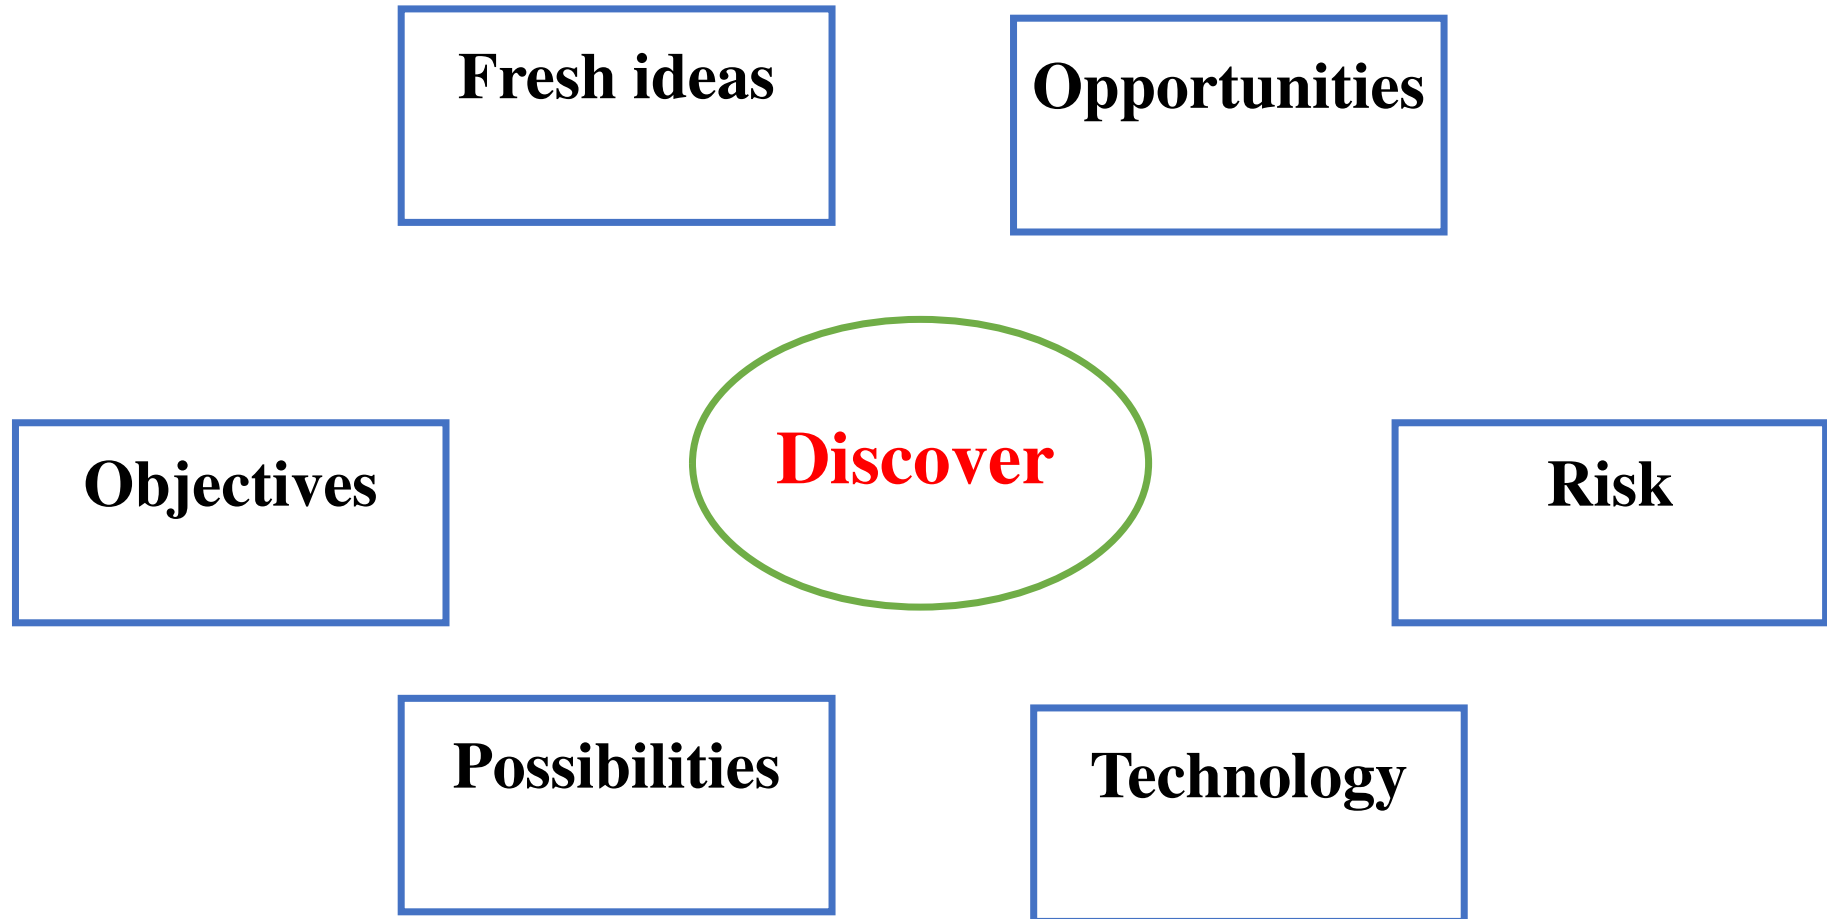 Fresh ideas
Opportunities
Discover
Objectives
Risk
Possibilities
Technology